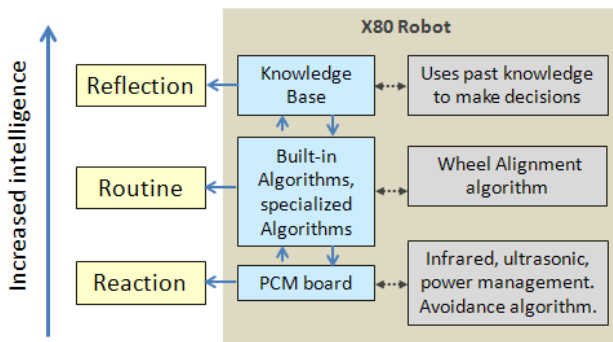 X80 Robot
Increased intelligence
Reflection
Knowledge
Base
Uses past knowledge
to make decisions
Routine
Built-in
Algorithms,
specialized
Algorithms
Wheel Alignment
algorithm
Reaction
PCM board
Infrared, ultrasonic,
power management.
Avoidance algorithm.